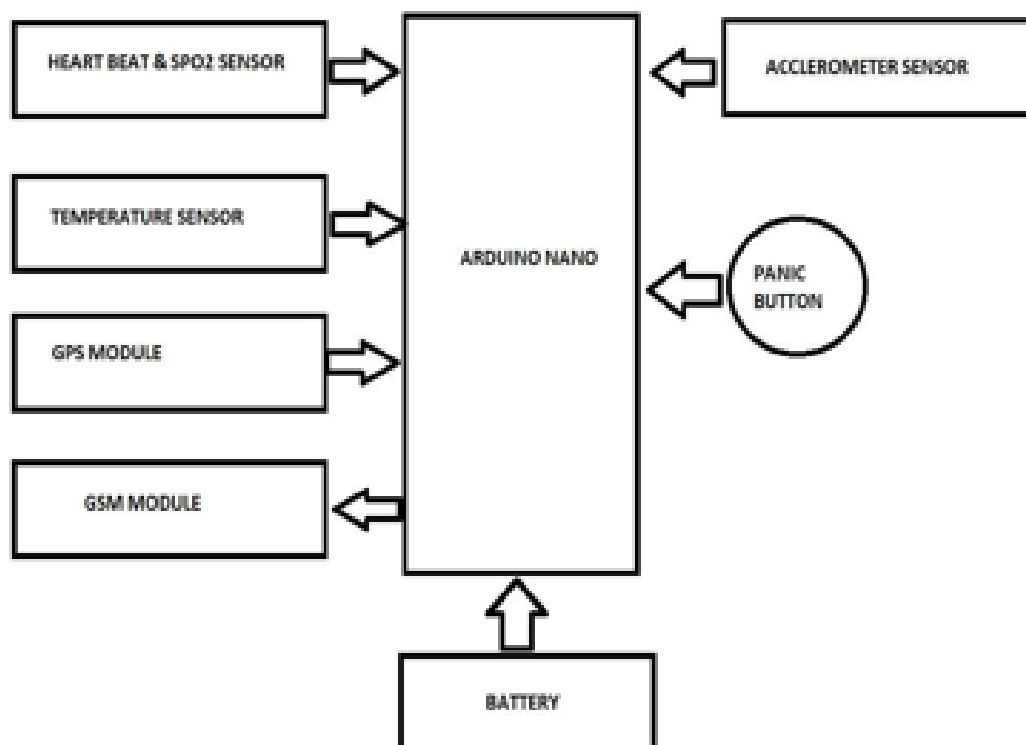 HEART BEAT & SPO2 SENSOR
ACCLEROMETER SENSOR
TEMPERATURE SENSOR
ARDUINO NANO
PANIC
BUTTON
GPS MODULE
GSM MODULE
BATTERY